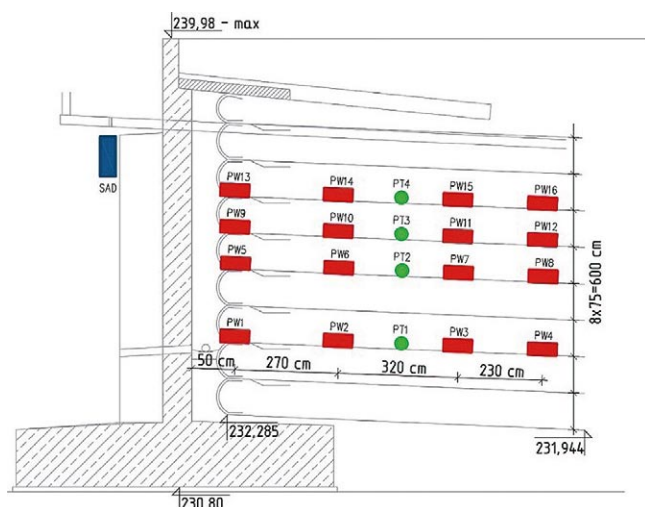 239,98 - max
SAD
PW13 PW14 PT4 PW15 PW16
PW9 PW10 PT3 PW11 PW12
PW5 PW6 PT2 PW7 PW8
PW1 PW2 PT1 PW3 PW4
8x75=600 cm
50 cm 270 cm 320 cm 230 cm
232,285
231,944
230,80